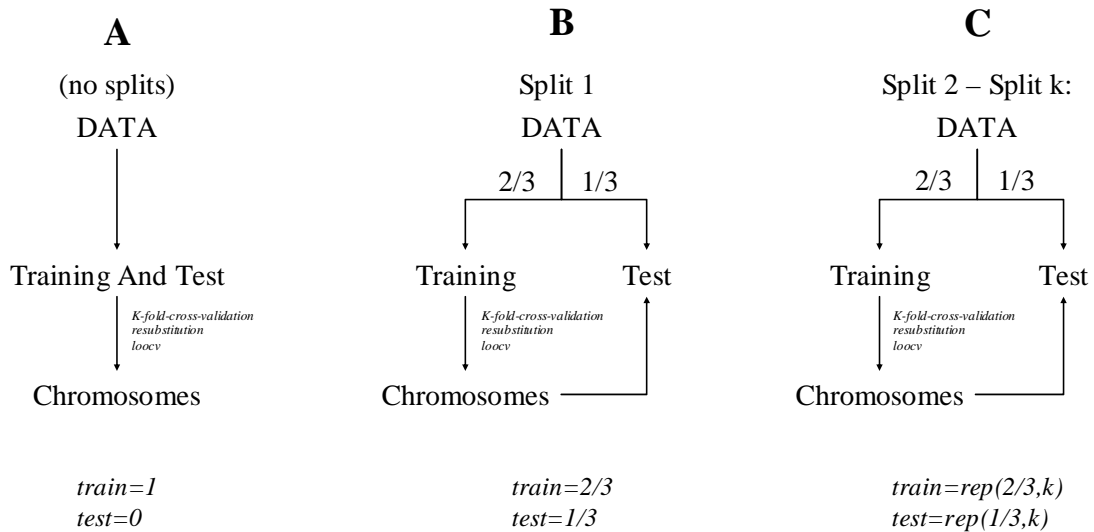 A
(no splits)
DATA
Training And Test
K-fold-cross-validation
resubstitution
loocv
Chromosomes
train=1
test=0
B
Split 1
DATA
2/3 1/3
Training Test
K-fold-cross-validation
resubstitution
loocv
Chromosomes
train=2/3
test=1/3
C
Split 2 – Split k:
DATA
2/3 1/3
Training Test
K-fold-cross-validation
resubstitution
loocv
Chromosomes
train=rep(2/3,k)
test=rep(1/3,k)